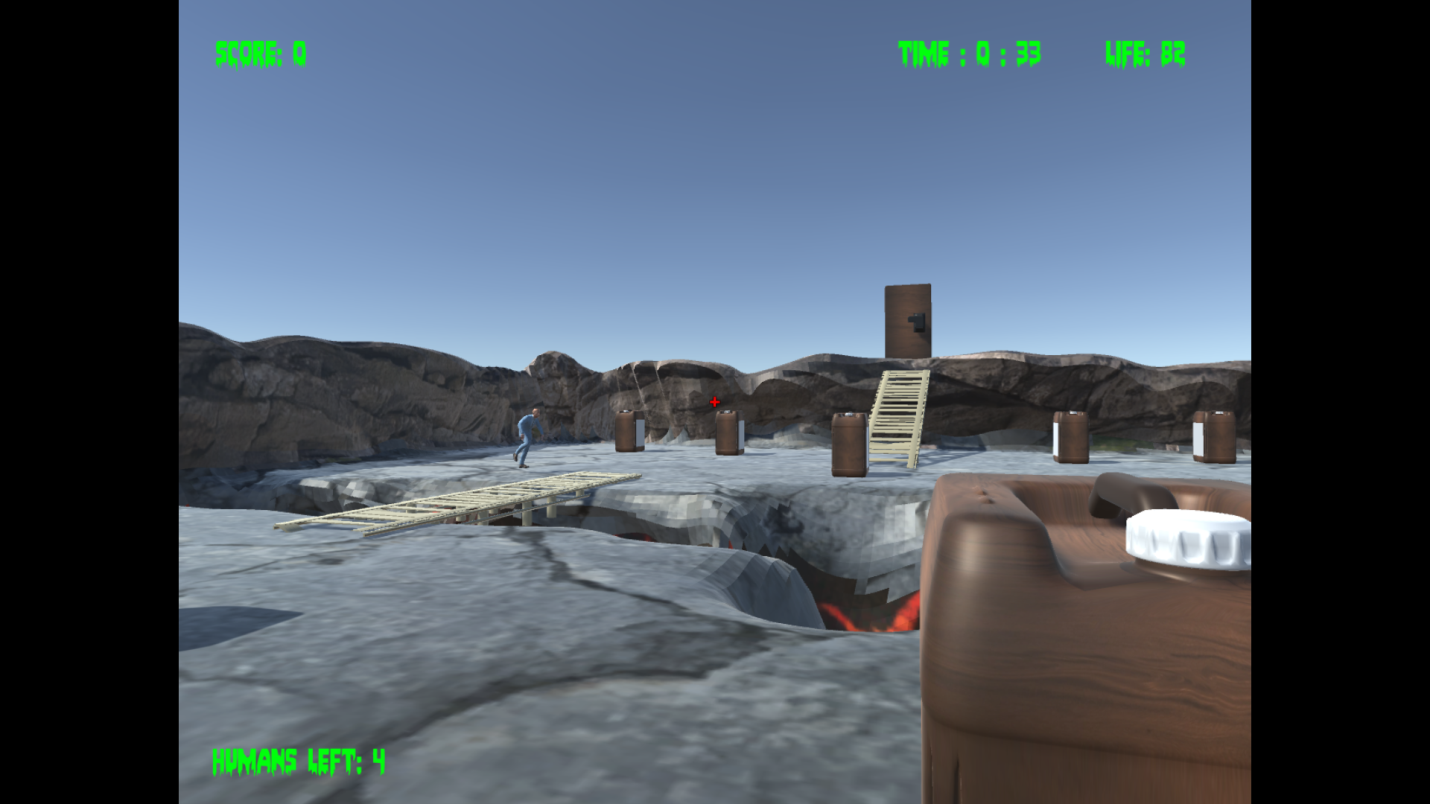 SCORE: 0
TIME : 0 : 33
LIFE: 82
HUMANS LEFT: 4